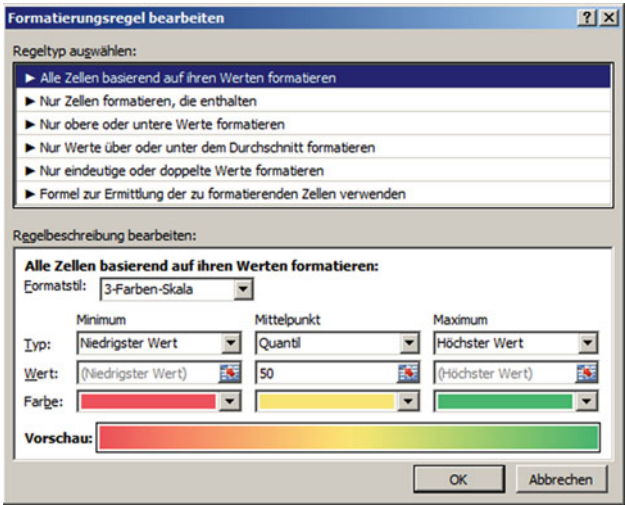 Formatierungsregel bearbeiten
Regeltyp auswählen:
► Alle Zellen basierend auf ihren Werten formatieren
► Nur Zellen formatieren, die enthalten
► Nur obere oder untere Werte formatieren
► Nur Werte über oder unter dem Durchschnitt formatieren
► Nur eindeutige oder doppelte Werte formatieren
► Formel zur Ermittlung der zu formatierenden Zellen verwenden
Regelbeschreibung bearbeiten:
Alle Zellen basierend auf ihren Werten formatieren:
Formatstil: 3-Farben-Skala
Minimum Mittelpunkt Maximum
Typ: Niedrigster Wert Quantil Höchster Wert
Wert: (Niedrigster Wert) 50 (Höchster Wert)
Farbe:
Vorschau:
OK Abbrechen